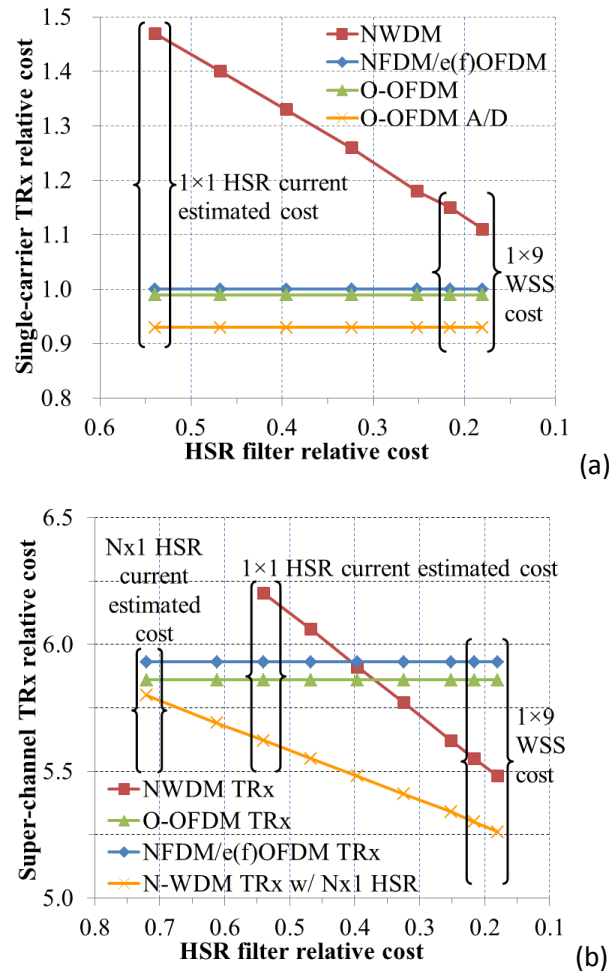 1.5
1.4
1.3
1.2
1.1
1.0
0.9
0.8
Single-carrier TRx relative cost
NWDM
NFDM/e(f)OFDM
O-OFDM
O-OFDM A/D
1×1 HSR current
estimated cost
1×9
WSS
cost
0.6 0.5 0.4 0.3 0.2 0.1
HSR filter relative cost
(a)
6.5
6.0
5.5
5.0
Super-channel TRx relative cost
Nx1 HSR
current
estimated
cost
1×1 HSR current estimated cost
1×9
WSS
cost
NWDM TRx
O-OFDM TRx
NFDM/e(f)OFDM TRx
N-WDM TRx w/ Nx1 HSR
0.8 0.7 0.6 0.5 0.4 0.3 0.2 0.1
HSR filter relative cost
(b)